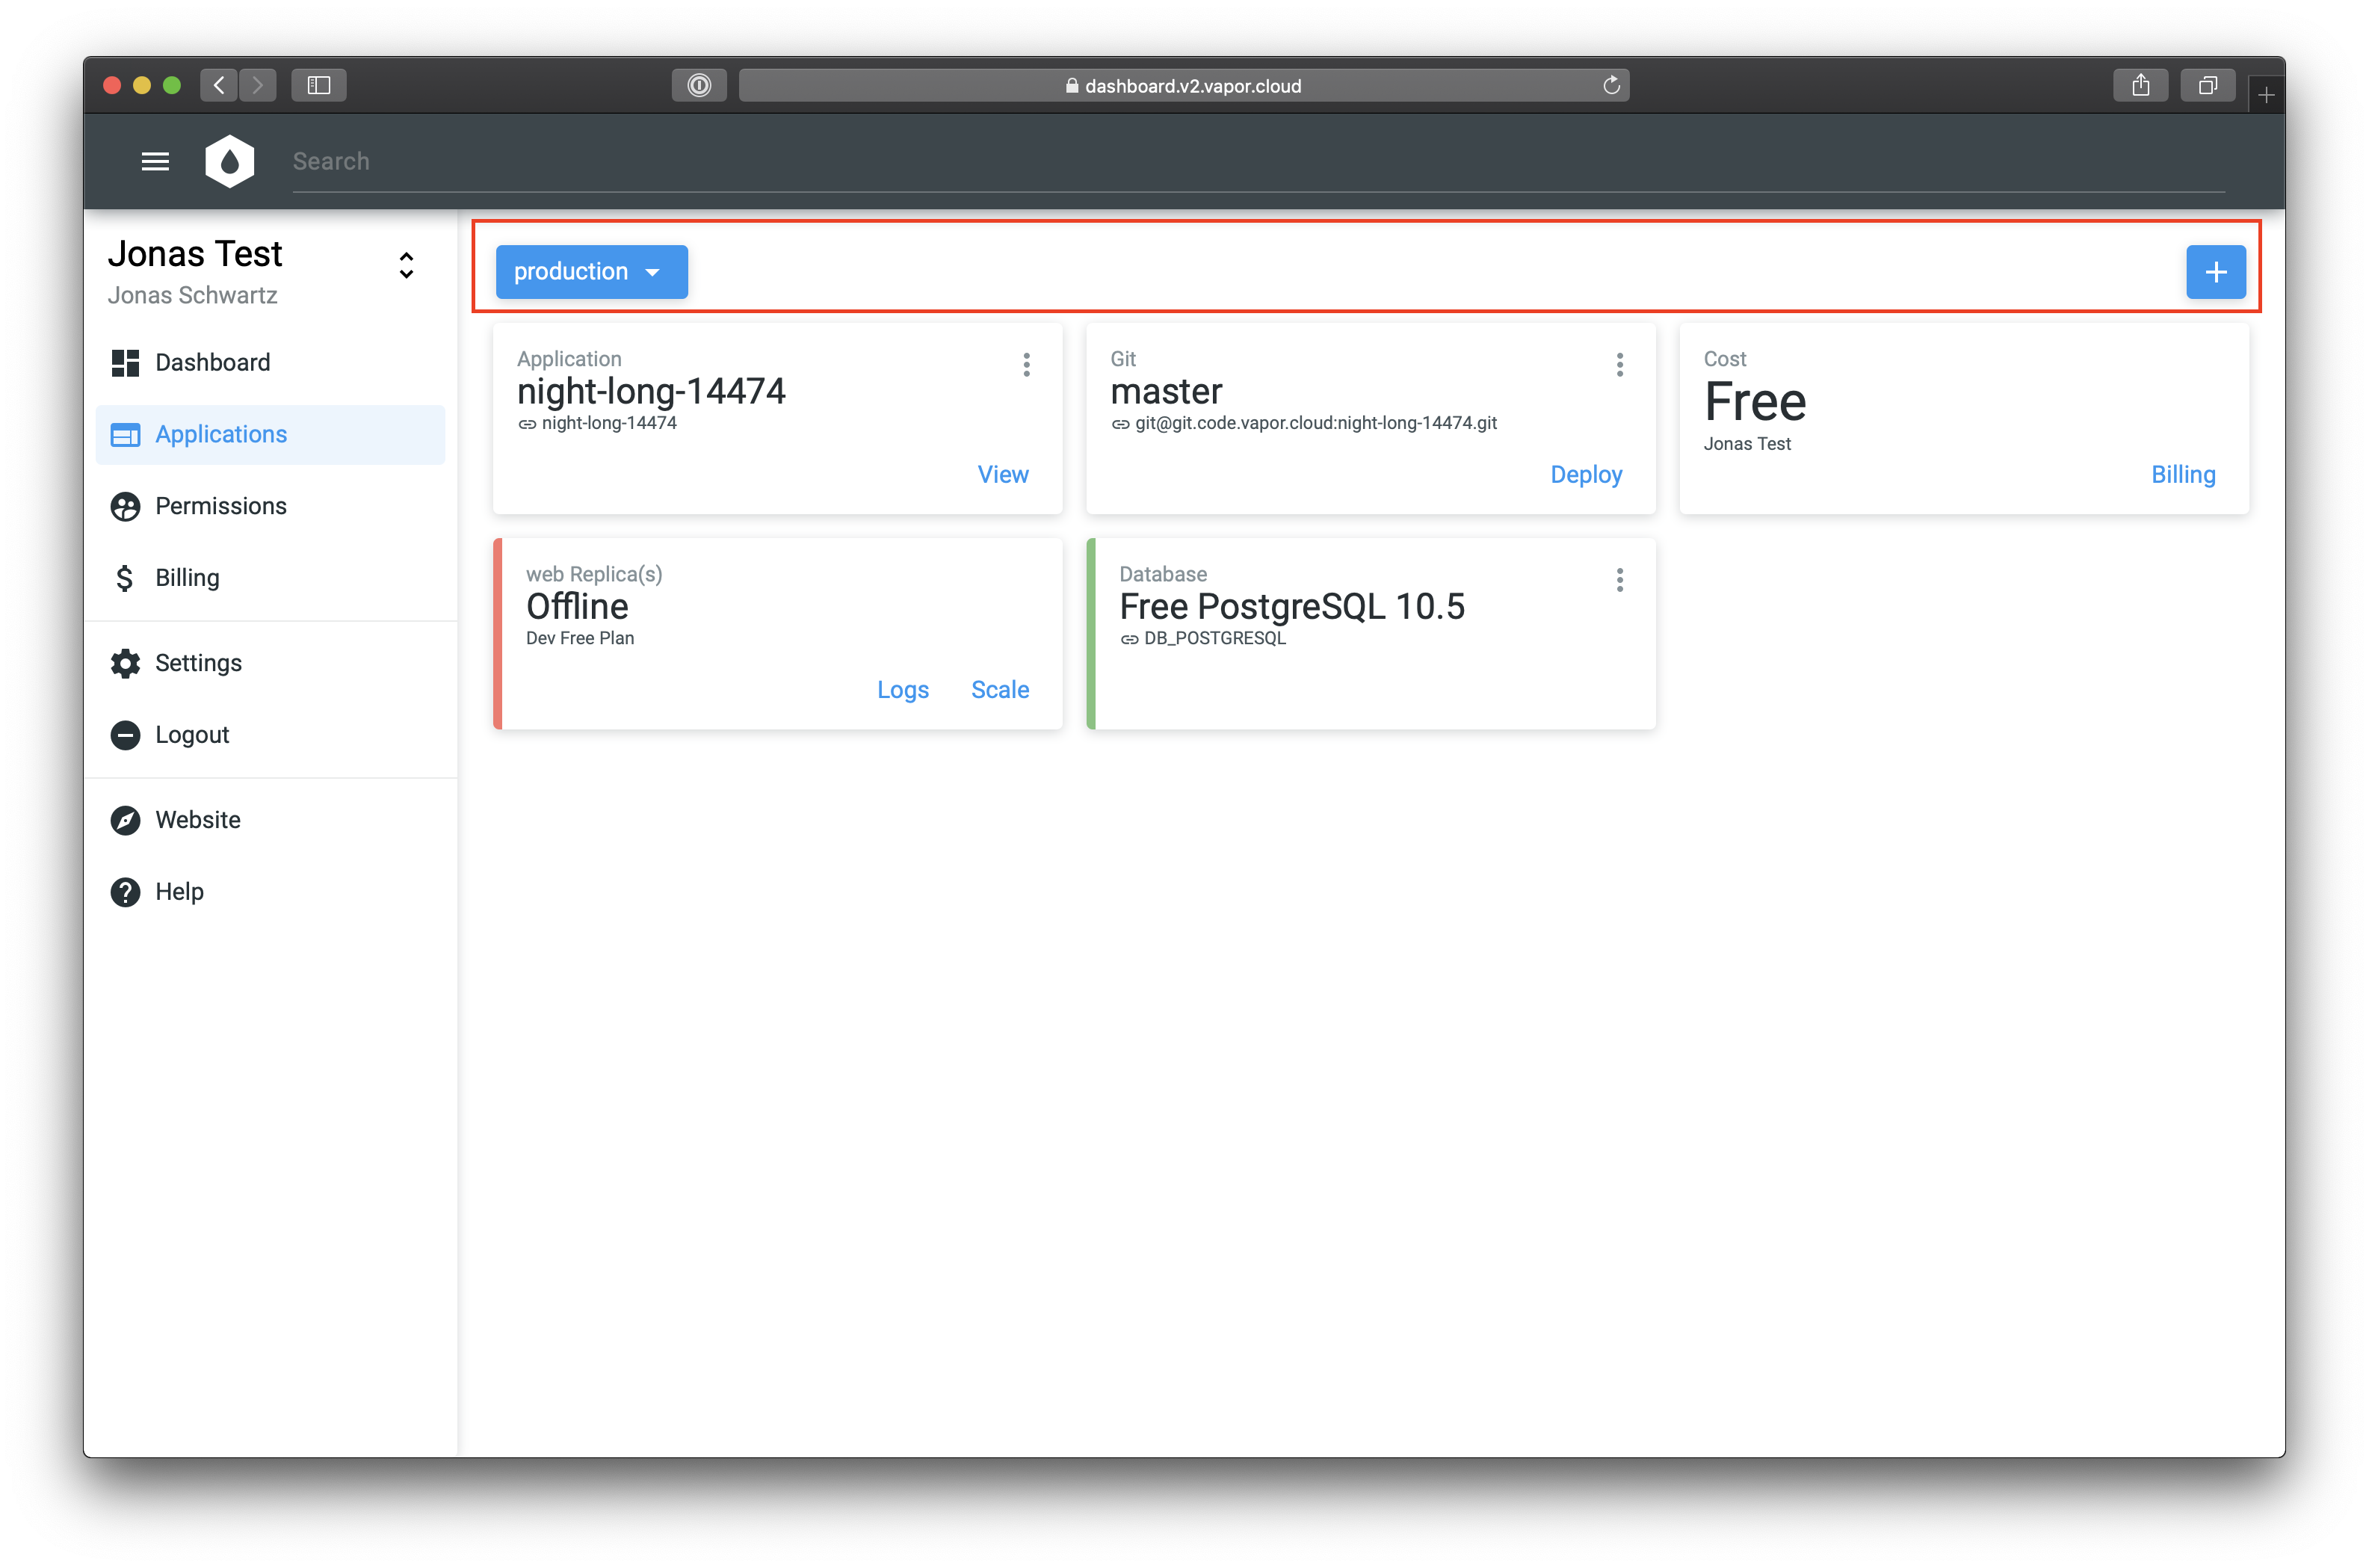 dashboard.v2.vapor.cloud
Search
Jonas Test
Jonas Schwartz
Dashboard
Applications
Permissions
Billing
Settings
Logout
Website
Help
production
Application
night-long-14474
night-long-14474
View
Git
master
git@git.code.vapor.cloud:night-long-14474.git
Deploy
Cost
Free
Jonas Test
Billing
web Replica(s)
Offline
Dev Free Plan
Logs Scale
Database
Free PostgreSQL 10.5
DB_POSTGRESQL